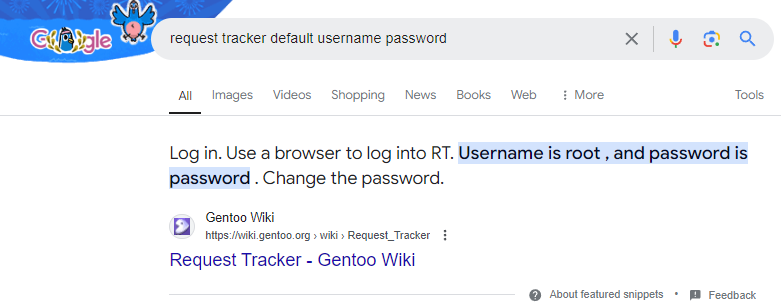 Google
request tracker default username password
All Images Videos Shopping News Books Web More Tools
Log in. Use a browser to log into RT. Username is root , and password is
password . Change the password.
Gentoo Wiki
https://wiki.gentoo.org › wiki › Request_Tracker
Request Tracker - Gentoo Wiki
About featured snippets • Feedback